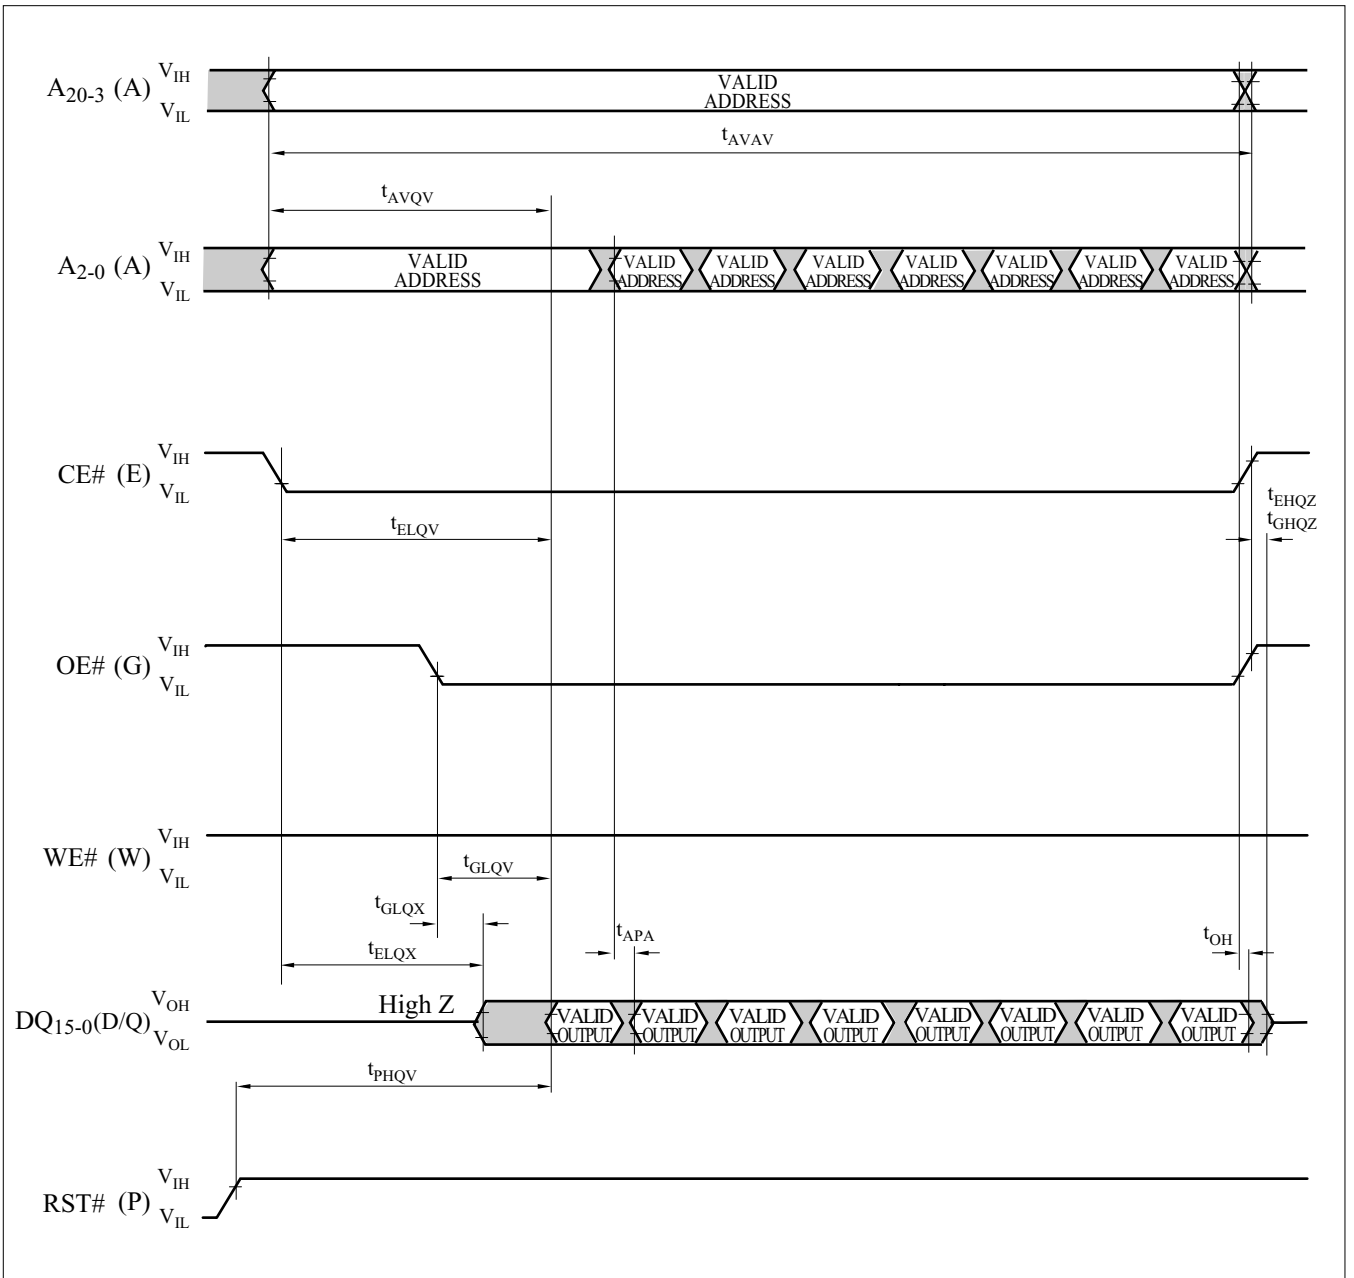 A20-3 (A) VIH VIL
VALID ADDRESS
tAVAV
tAVQV
A2-0 (A) VIH VIL
VALID ADDRESS VALID ADDRESS VALID ADDRESS VALID ADDRESS VALID ADDRESS VALID ADDRESS VALID ADDRESS VALID ADDRESS
CE# (E) VIH VIL
tEHQZ
tGHQZ
tELQV
OE# (G) VIH VIL
WE# (W) VIH VIL
tGLQV
tGLQX
tAPA
tOH
tELQX
DQ15-0(D/Q) VOH VOL
High Z
VALID OUTPUT VALID OUTPUT VALID OUTPUT VALID OUTPUT VALID OUTPUT VALID OUTPUT VALID OUTPUT VALID OUTPUT
tPHQV
RST# (P) VIH VIL